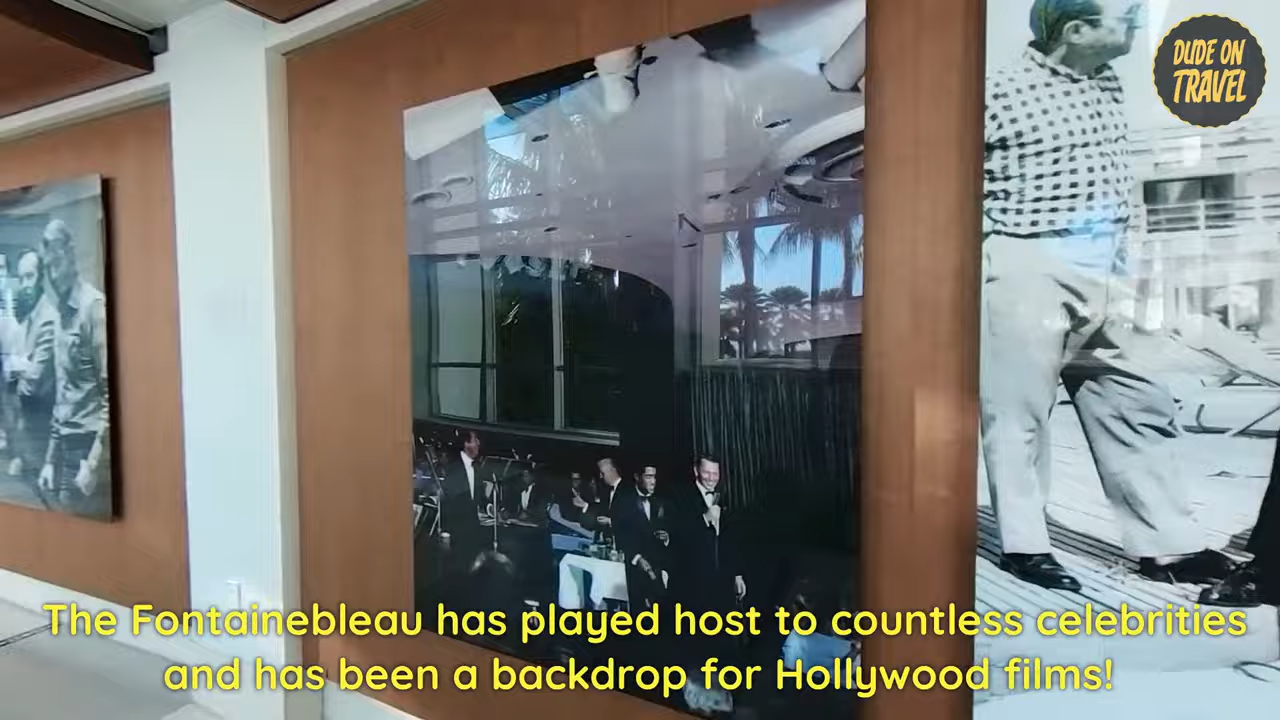 DUDE ON
TRAVEL
The Fontainebleau has played host to countless celebrities
and has been a backdrop for Hollywood films!